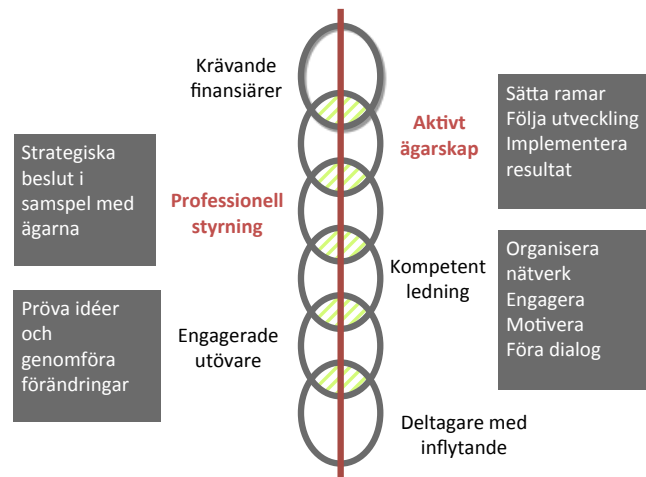 Krävande
finansiärer
Aktivt
ägarskap
Sätta ramar
Följa utveckling
Implementera
resultat
Strategiska
beslut i
samspel med
ägarna
Professionell
styrning
Kompetent
ledning
Organisera
nätverk
Engagera
Motivera
Föra dialog
Pröva idéer
och
genomföra
förändringar
Engagerade
utövare
Deltagare med
inflytande